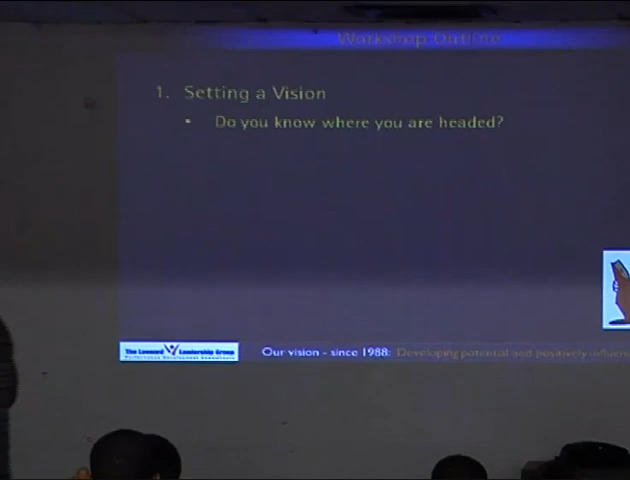 Workshop Outline
1. Setting a Vision
• Do you know where you are headed?
The Leonard Leadership Group
Our vision - since 1988: Developing potential and positively